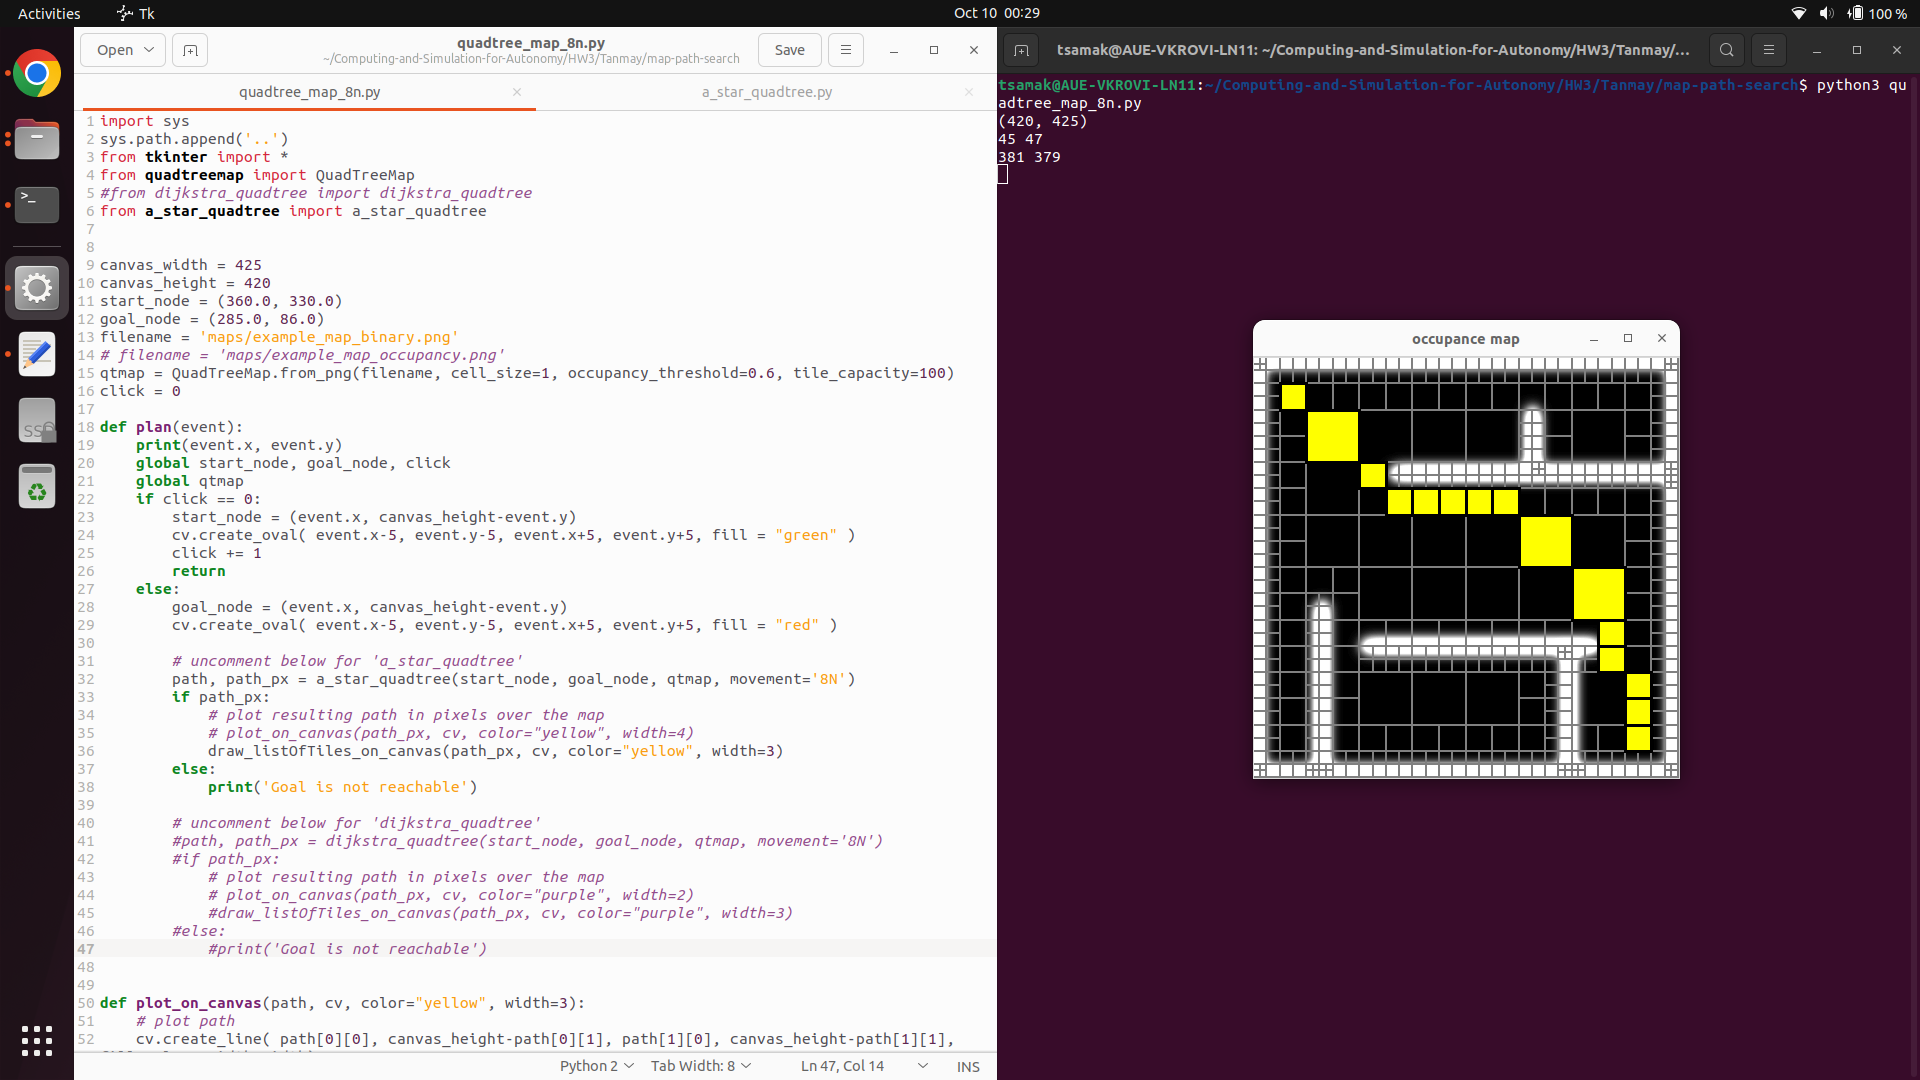 Activities
Tk
Oct 10 00:29
100 %
Open
quadtree_map_8n.py
~/Computing-and-Simulation-for-Autonomy/HW3/Tanmay/map-path-search
Save
quadtree_map_8n.py
a_star_quadtree.py
1 import sys
2 sys.path.append('..')
3 from tkinter import *
4 from quadtreemap import QuadTreeMap
5 #from dijkstra_quadtree import dijkstra_quadtree
6 from a_star_quadtree import a_star_quadtree
7
8
9 canvas_width = 425
10 canvas_height = 420
11 start_node = (360.0, 330.0)
12 goal_node = (285.0, 86.0)
13 filename = 'maps/example_map_binary.png'
14 # filename = 'maps/example_map_occupancy.png'
15 qtmap = QuadTreeMap.from_png(filename, cell_size=1, occupancy_threshold=0.6, tile_capacity=100)
16 click = 0
17
18 def plan(event):
19     print(event.x, event.y)
20     global start_node, goal_node, click
21     global qtmap
22     if click == 0:
23         start_node = (event.x, canvas_height-event.y)
24         cv.create_oval( event.x-5, event.y-5, event.x+5, event.y+5, fill = "green" )
25         click += 1
26         return
27     else:
28         goal_node = (event.x, canvas_height-event.y)
29         cv.create_oval( event.x-5, event.y-5, event.x+5, event.y+5, fill = "red" )
30
31         # uncomment below for 'a_star_quadtree'
32         path, path_px = a_star_quadtree(start_node, goal_node, qtmap, movement='8N')
33         if path_px:
34             # plot resulting path in pixels over the map
35             # plot_on_canvas(path_px, cv, color="yellow", width=4)
36             draw_listOfTiles_on_canvas(path_px, cv, color="yellow", width=3)
37         else:
38             print('Goal is not reachable')
39
40         # uncomment below for 'dijkstra_quadtree'
41         #path, path_px = dijkstra_quadtree(start_node, goal_node, qtmap, movement='8N')
42         #if path_px:
43             # plot resulting path in pixels over the map
44             # plot_on_canvas(path_px, cv, color="purple", width=2)
45             #draw_listOfTiles_on_canvas(path_px, cv, color="purple", width=3)
46         #else:
47             #print('Goal is not reachable')
48
49
50 def plot_on_canvas(path, cv, color="yellow", width=3):
51     # plot path
52     cv.create_line( path[0][0], canvas_height-path[0][1], path[1][0], canvas_height-path[1][1],
Python 2
Tab Width: 8
Ln 47, Col 14
INS
tsamak@AUE-VKROVI-LN11: ~/Computing-and-Simulation-for-Autonomy/HW3/Tanmay/...
tsamak@AUE-VKROVI-LN11:~/Computing-and-Simulation-for-Autonomy/HW3/Tanmay/map-path-search$ python3 qu
adtree_map_8n.py
(420, 425)
45 47
381 379
occupance map